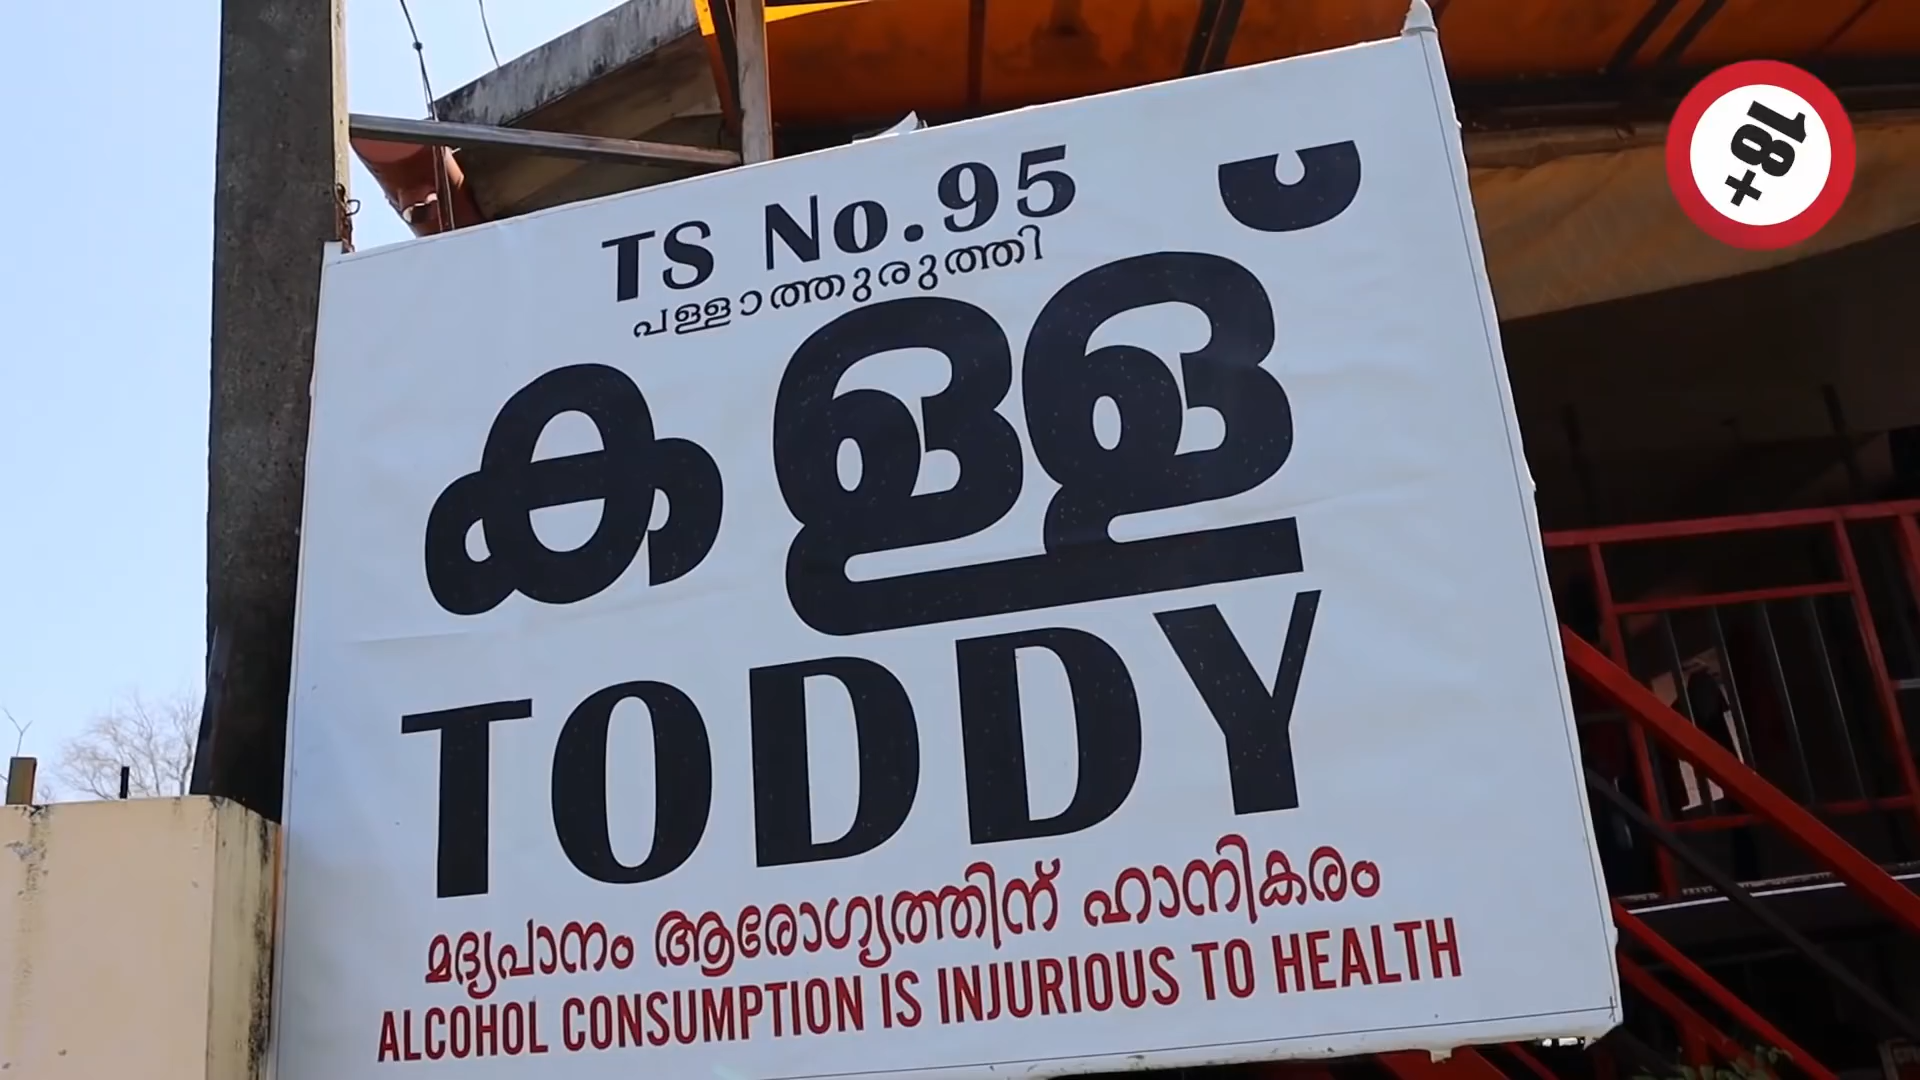 TS No.95
പള്ളാത്തുരുത്തി
കള്ള്
TODDY
മദ്യപാനം ആരോഗ്യത്തിന് ഹാനികരം
ALCOHOL CONSUMPTION IS INJURIOUS TO HEALTH
18+